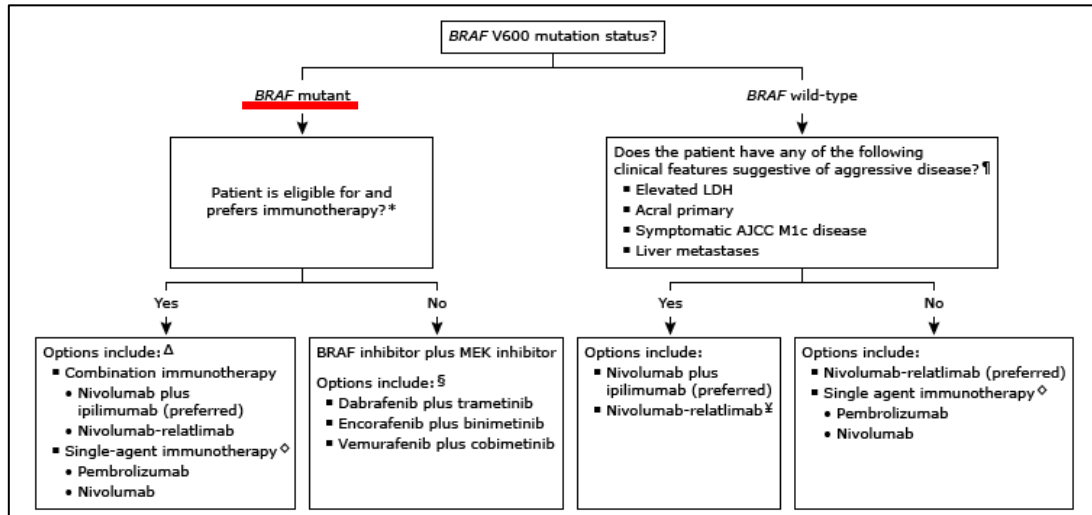 BRAF V600 mutation status?
BRAF mutant
BRAF wild-type
Patient is eligible for and
prefers immunotherapy?*
Does the patient have any of the following
clinical features suggestive of aggressive disease?¶
▪ Elevated LDH
▪ Acral primary
▪ Symptomatic AJCC M1c disease
▪ Liver metastases
Yes
No
Yes
No
Options include:Δ
▪ Combination immunotherapy
• Nivolumab plus
ipilimumab (preferred)
• Nivolumab-relatlimab
▪ Single-agent immunotherapy◇
• Pembrolizumab
• Nivolumab
BRAF inhibitor plus MEK inhibitor
Options include:§
▪ Dabrafenib plus trametinib
▪ Encorafenib plus binimetinib
▪ Vemurafenib plus cobimetinib
Options include:
▪ Nivolumab plus
ipilimumab (preferred)
▪ Nivolumab-relatlimab¥
Options include:
▪ Nivolumab-relatlimab (preferred)
▪ Single agent immunotherapy◇
• Pembrolizumab
• Nivolumab